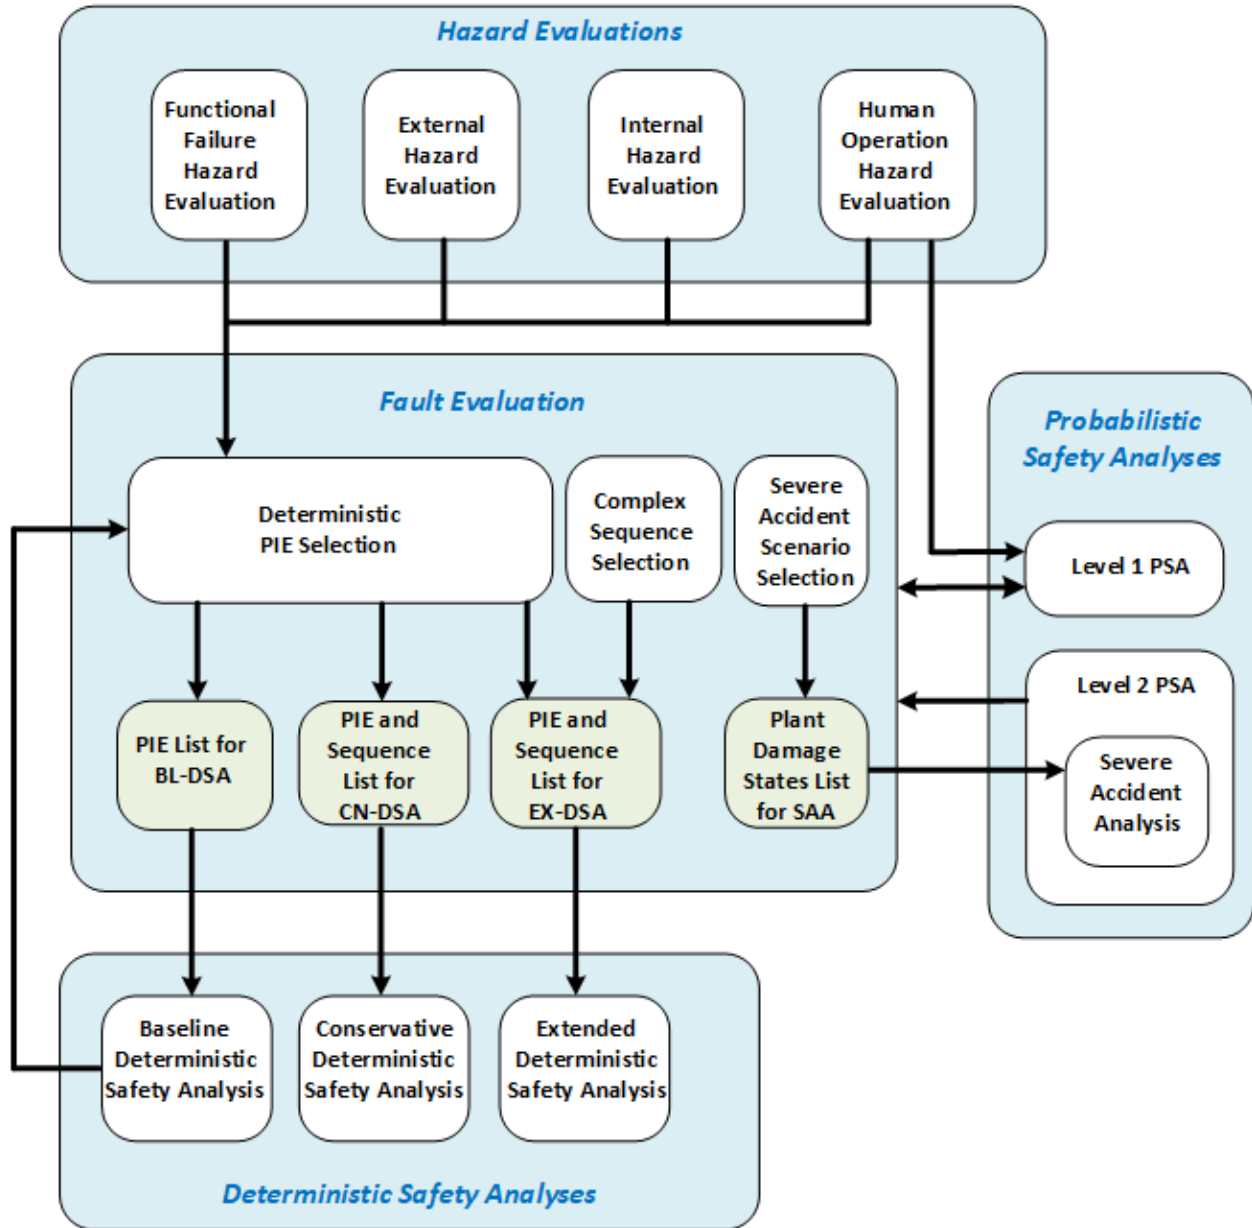 Hazard Evaluations
Functional
Failure
Hazard
Evaluation
External
Hazard
Evaluation
Internal
Hazard
Evaluation
Human
Operation
Hazard
Evaluation
Fault Evaluation
Deterministic
PIE Selection
Complex
Sequence
Selection
Severe
Accident
Scenario
Selection
PIE List for
BL-DSA
PIE and
Sequence
List for
CN-DSA
PIE and
Sequence
List for
EX-DSA
Plant
Damage
States List
for SAA
Probabilistic
Safety Analyses
Level 1 PSA
Level 2 PSA
Severe
Accident
Analysis
Baseline
Deterministic
Safety Analysis
Conservative
Deterministic
Safety Analysis
Extended
Deterministic
Safety Analysis
Deterministic Safety Analyses